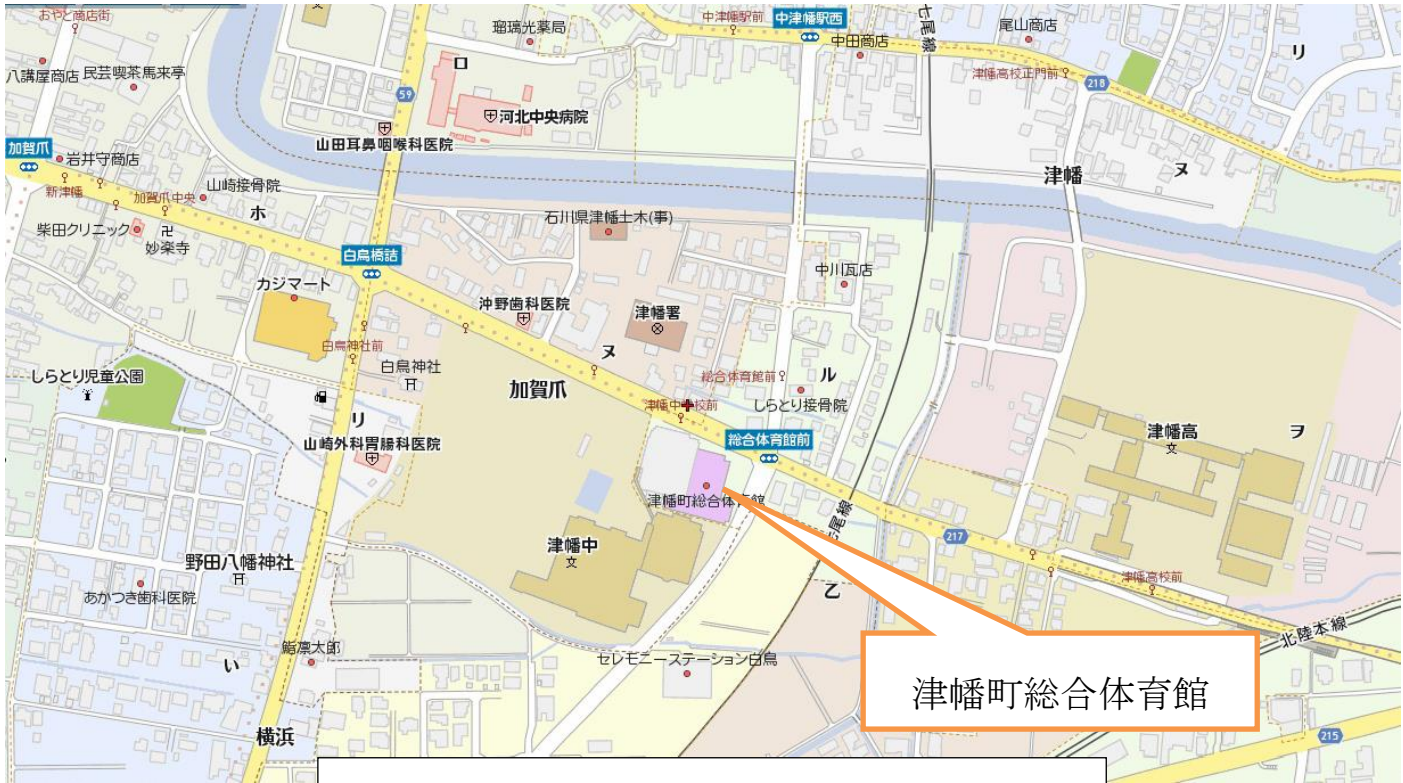 おやど商店街
瑠璃光薬局
中津幡駅前
中津幡駅西
七尾線
尾山商店
中田商店
リ
八講屋商店
民芸喫茶馬来亭
ロ
津幡高校正門前
218
59
河北中央病院
山田耳鼻咽喉科医院
加賀爪
岩井守商店
津幡
ヌ
新津幡
加賀爪中央
山崎接骨院
ホ
石川県津幡土木(事)
柴田クリニック
妙楽寺
白鳥橋詰
中川瓦店
カジマート
沖野歯科医院
津幡署
白鳥神社前
ヌ
白鳥神社
総合体育館前
ル
しらとり児童公園
加賀爪
津幡中学校前
しらとり接骨院
リ
総合体育館前
津幡高
ヲ
山崎外科胃腸科医院
津幡町総合体育館
七尾線
217
津幡中
野田八幡神社
津幡高校前
あかつき歯科医院
乙
北陸本線
鮨凛太郎
い
セレモニーステーション白鳥
津幡町総合体育館
横浜
215